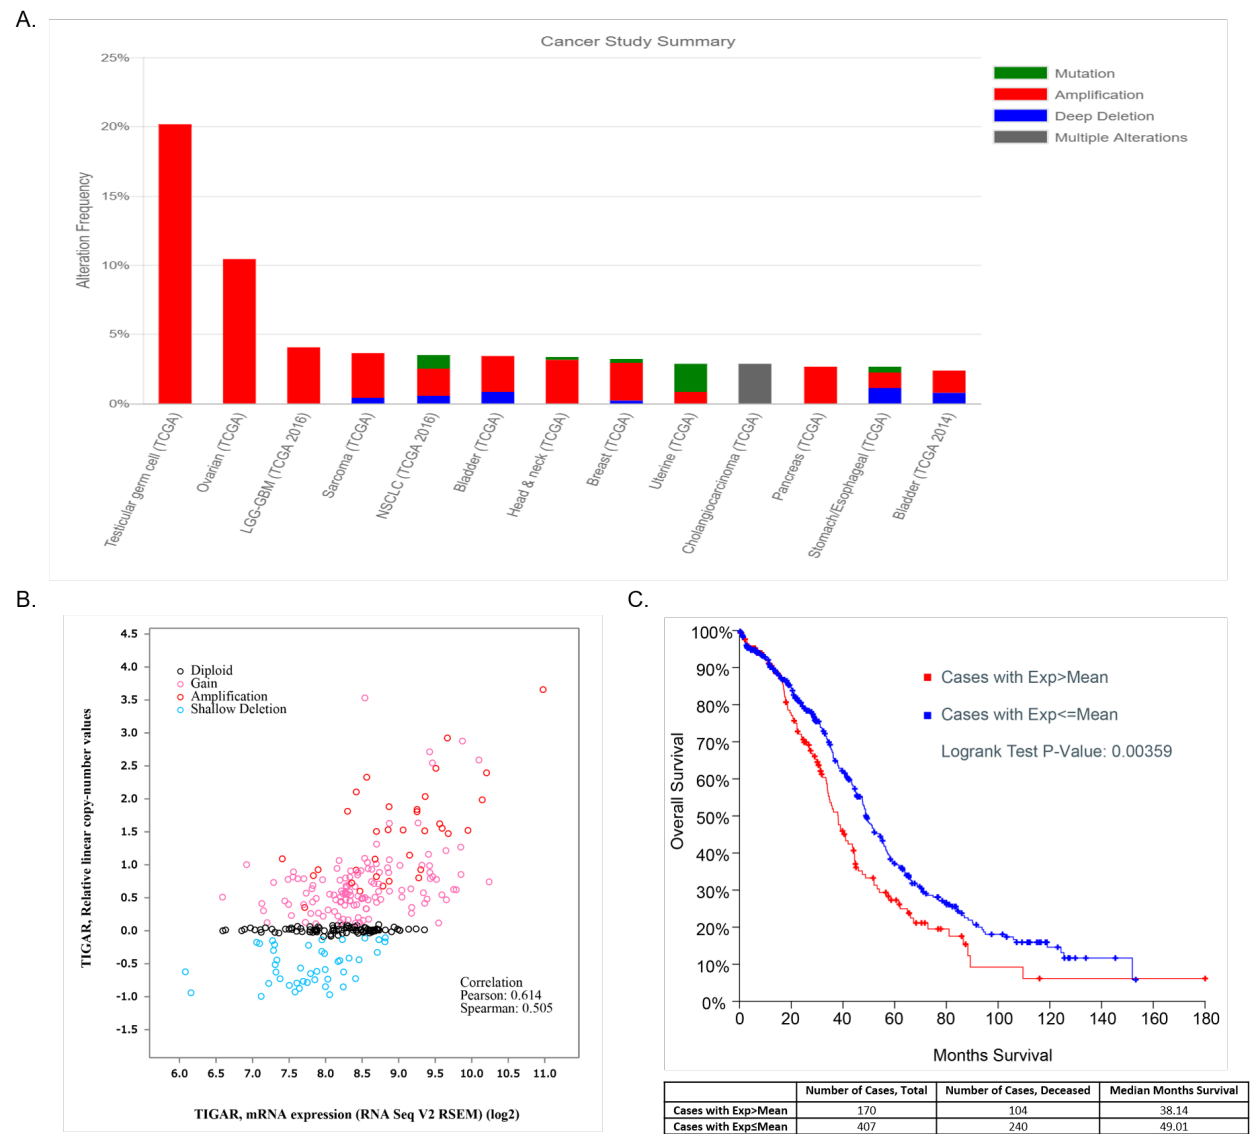 A.
Cancer Study Summary
25%
20%
15%
10%
5%
0%
Alteration Frequency
Mutation
Amplification
Deep Deletion
Multiple Alterations
Testicular germ cell (TCGA)
Ovarian (TCGA)
LGG-GBM (TCGA 2016)
Sarcoma (TCGA)
NSCLC (TCGA 2016)
Bladder (TCGA)
Head & neck (TCGA)
Breast (TCGA)
Uterine (TCGA)
Cholangiocarcinoma (TCGA)
Pancreas (TCGA)
Stomach/Esophageal (TCGA)
Bladder (TCGA 2014)
B.
4.5
4.0
3.5
3.0
2.5
2.0
1.5
1.0
0.5
0.0
-0.5
-1.0
-1.5
TIGAR, Relative linear copy-number values
Diploid
Gain
Amplification
Shallow Deletion
Correlation
Pearson: 0.614
Spearman: 0.505
6.0 6.5 7.0 7.5 8.0 8.5 9.0 9.5 10.0 10.5 11.0
TIGAR, mRNA expression (RNA Seq V2 RSEM) (log2)
C.
100%
90%
80%
70%
60%
50%
40%
30%
20%
10%
0%
Overall Survival
Cases with Exp>Mean
Cases with Exp<=Mean
Logrank Test P-Value: 0.00359
0 20 40 60 80 100 120 140 160 180
Months Survival
Number of Cases, Total Number of Cases, Deceased Median Months Survival
Cases with Exp>Mean 170 104 38.14
Cases with Exp≤Mean 407 240 49.01